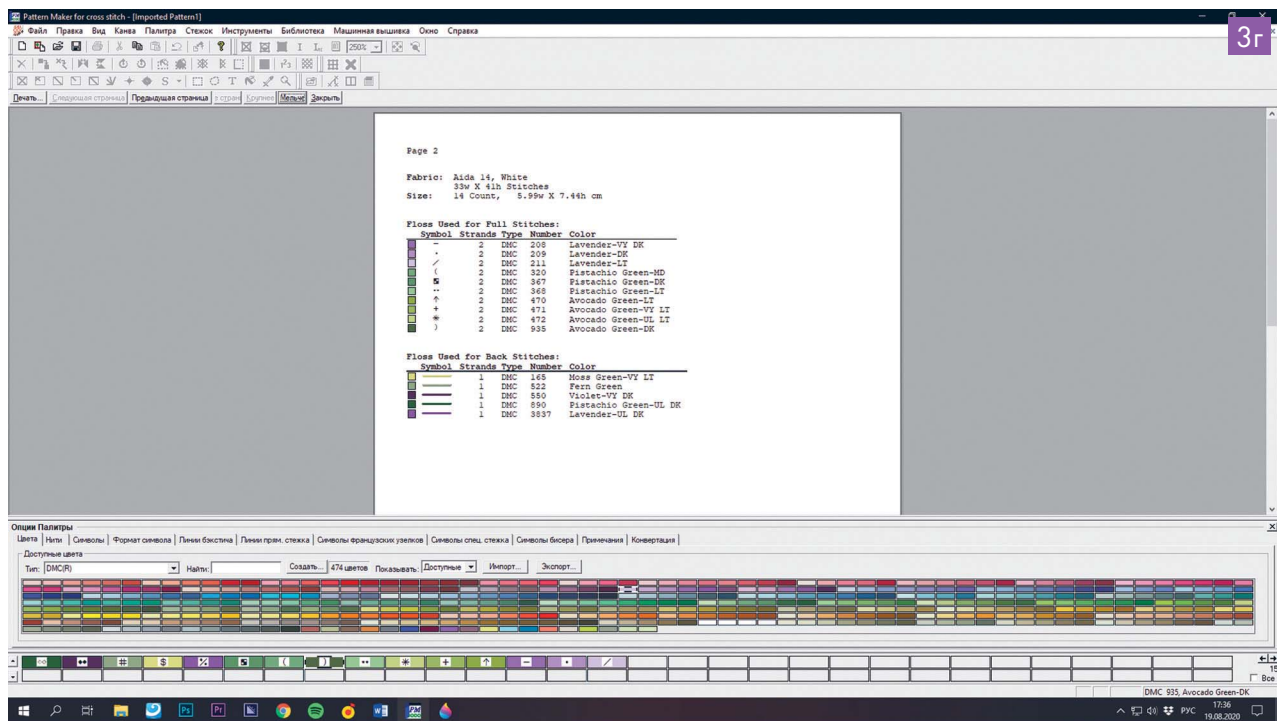 Pattern Maker for cross stitch - [Imported Pattern1]
3г
Файл Правка Вид Канва Палитра Стежок Инструменты Библиотека Машинная вышивка Окно Справка
250%
Печать... Следующая страница Предыдущая страница Крупнее Мельче Закрыть
Page 2
Fabric: Aida 14, White
33w X 41h Stitches
Size: 14 Count, 5.99w X 7.44h cm
Floss Used for Full Stitches:
Symbol Strands Type Number Color
- 2 DMC 208 Lavender-VY DK
· 2 DMC 209 Lavender-DK
/ 2 DMC 211 Lavender-LT
( 2 DMC 320 Pistachio Green-MD
2 DMC 367 Pistachio Green-DK
•• 2 DMC 368 Pistachio Green-LT
↑ 2 DMC 470 Avocado Green-LT
+ 2 DMC 471 Avocado Green-VY LT
✳ 2 DMC 472 Avocado Green-UL LT
) 2 DMC 935 Avocado Green-DK
Floss Used for Back Stitches:
Symbol Strands Type Number Color
1 DMC 165 Moss Green-VY LT
1 DMC 522 Fern Green
1 DMC 550 Violet-VY DK
1 DMC 890 Pistachio Green-UL DK
1 DMC 3837 Lavender-UL DK
Опции Палитры
Цвета Нити Символы Формат символа Линии бэкстича Линии прям. стежка Символы французских узелков Символы спец. стежка Символы бисера Примечания Конвертация
Доступные цвета
Тип: DMC(R) Найти: Создать... 474 цветов Показывать: Доступные Импорт... Экспорт...
# $ ⁒ ( ) •• ✳ + ↑ - · /
15
Все
DMC 935, Avocado Green-DK
Ps Pr РУС 17:36
19.08.2020